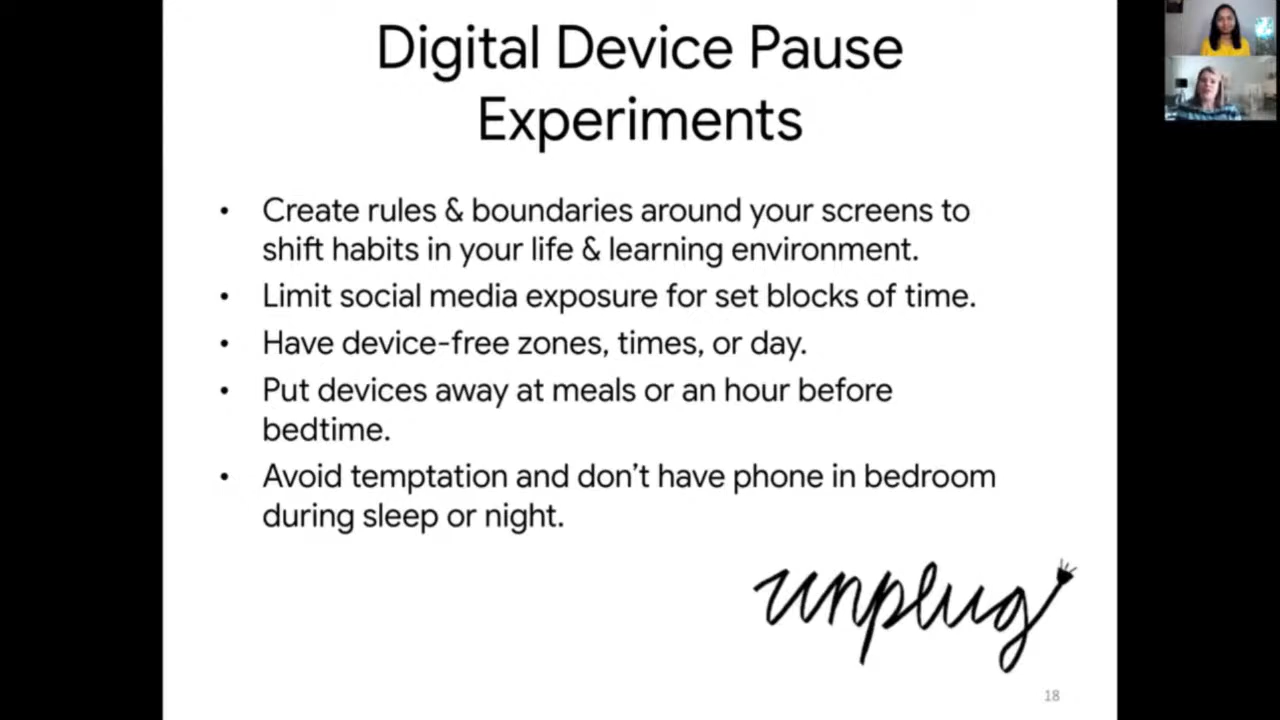 Digital Device Pause
Experiments
• Create rules & boundaries around your screens to
shift habits in your life & learning environment.
• Limit social media exposure for set blocks of time.
• Have device-free zones, times, or day.
• Put devices away at meals or an hour before
bedtime.
• Avoid temptation and don’t have phone in bedroom
during sleep or night.
unplug
18